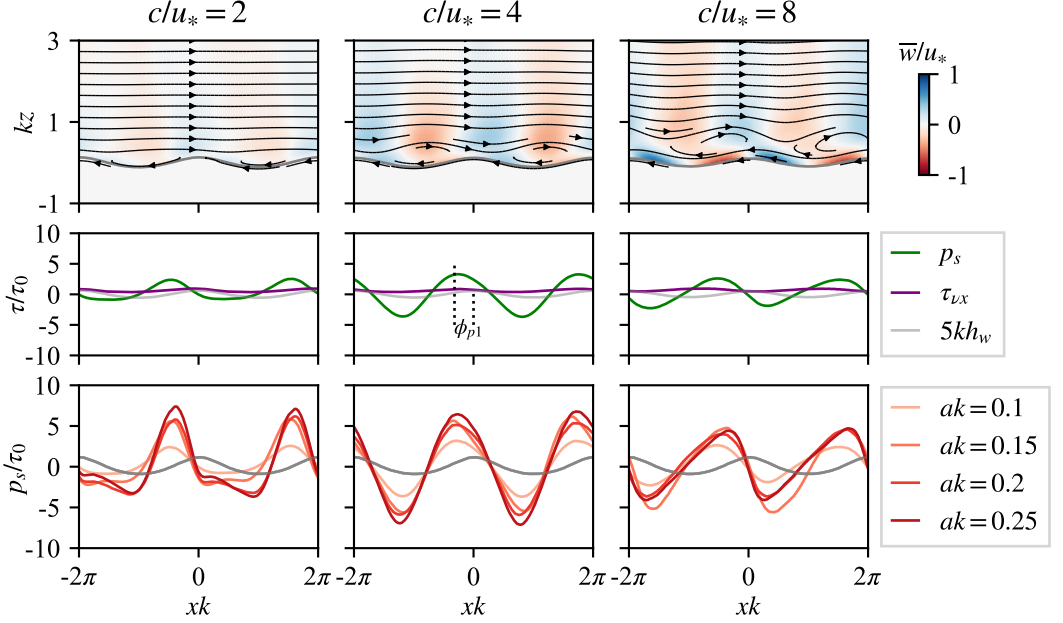 c/u* = 2
c/u* = 4
c/u* = 8
3
1
-1
kz
w̅/u*
1
0
-1
10
5
0
-5
-10
τ/τ₀
ϕp1
pₛ
τνx
5khw
10
5
0
-5
-10
pₛ/τ₀
ak = 0.1
ak = 0.15
ak = 0.2
ak = 0.25
-2π 0 2π
-2π 0 2π
-2π 0 2π
xk
xk
xk